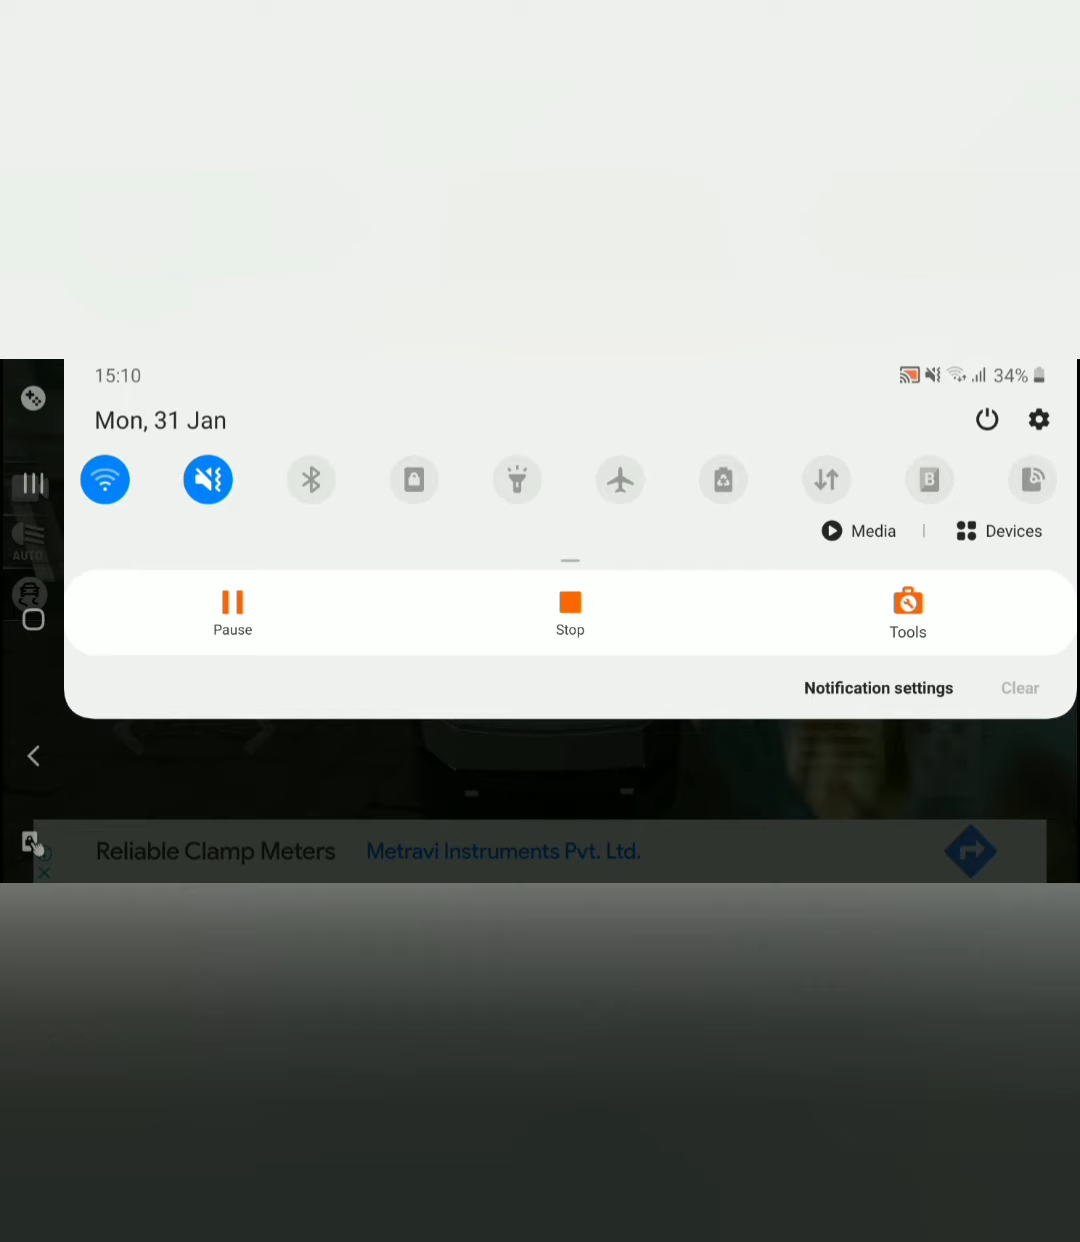 15:10
34%
Mon, 31 Jan
B
Media | Devices
AUTO
Pause
Stop
Tools
Notification settings
Clear
Reliable Clamp Meters
Metravi Instruments Pvt. Ltd.